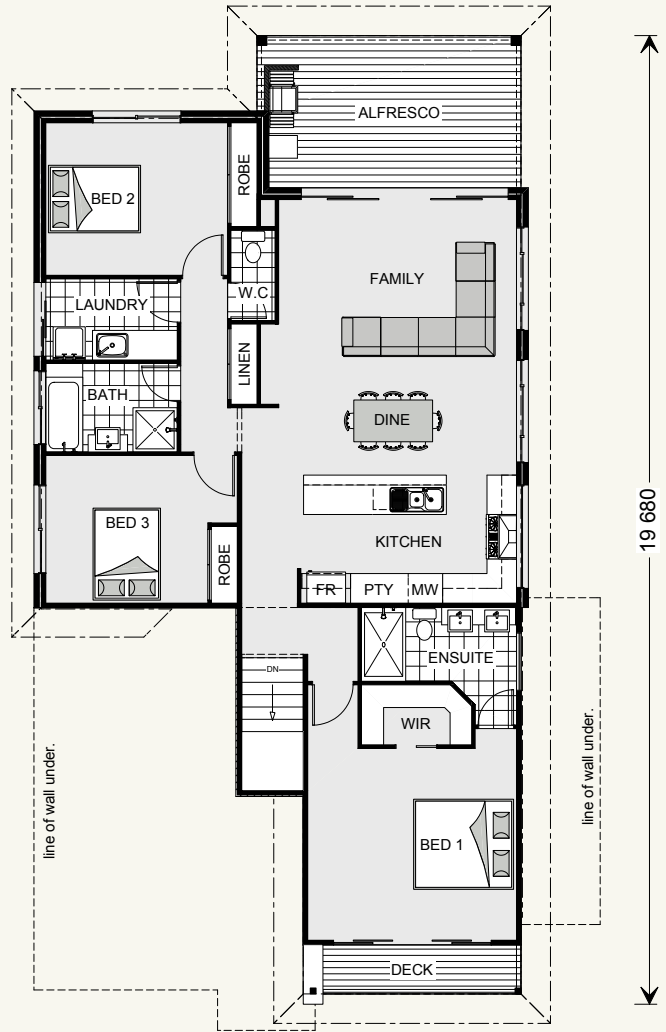 ALFRESCO
BED 2
ROBE
W.C
FAMILY
LAUNDRY
LINEN
BATH
DINE
19 680
BED 3
ROBE
KITCHEN
FR
PTY
MW
ENSUITE
DN
WIR
line of wall under.
line of wall under.
BED 1
DECK